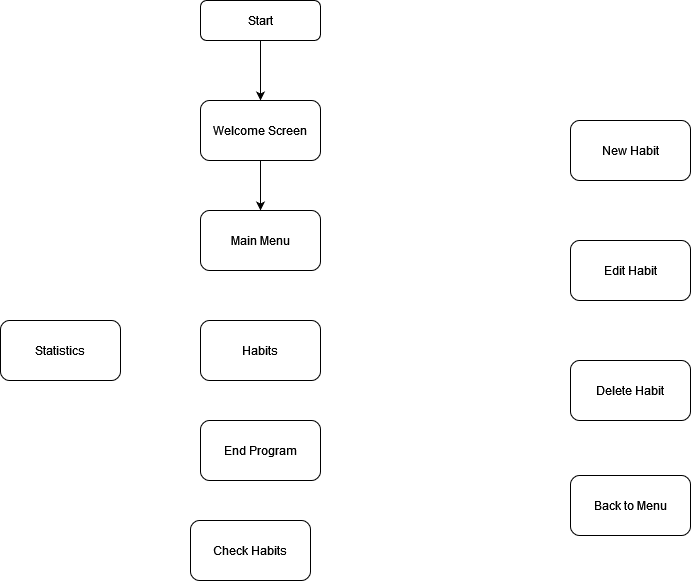 Start
Welcome Screen
New Habit
Main Menu
Edit Habit
Statistics
Habits
Delete Habit
End Program
Back to Menu
Check Habits